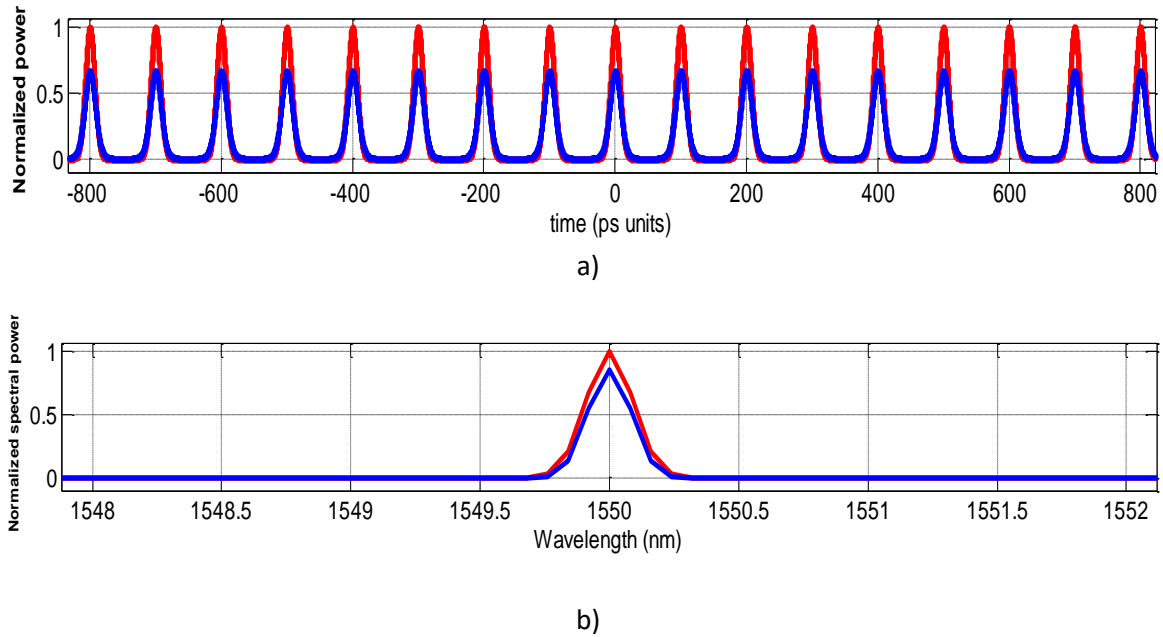 Normalized power
1
0.5
0
-800 -600 -400 -200 0 200 400 600 800
time (ps units)
a)
Normalized spectral power
1
0.5
0
1548 1548.5 1549 1549.5 1550 1550.5 1551 1551.5 1552
Wavelength (nm)
b)